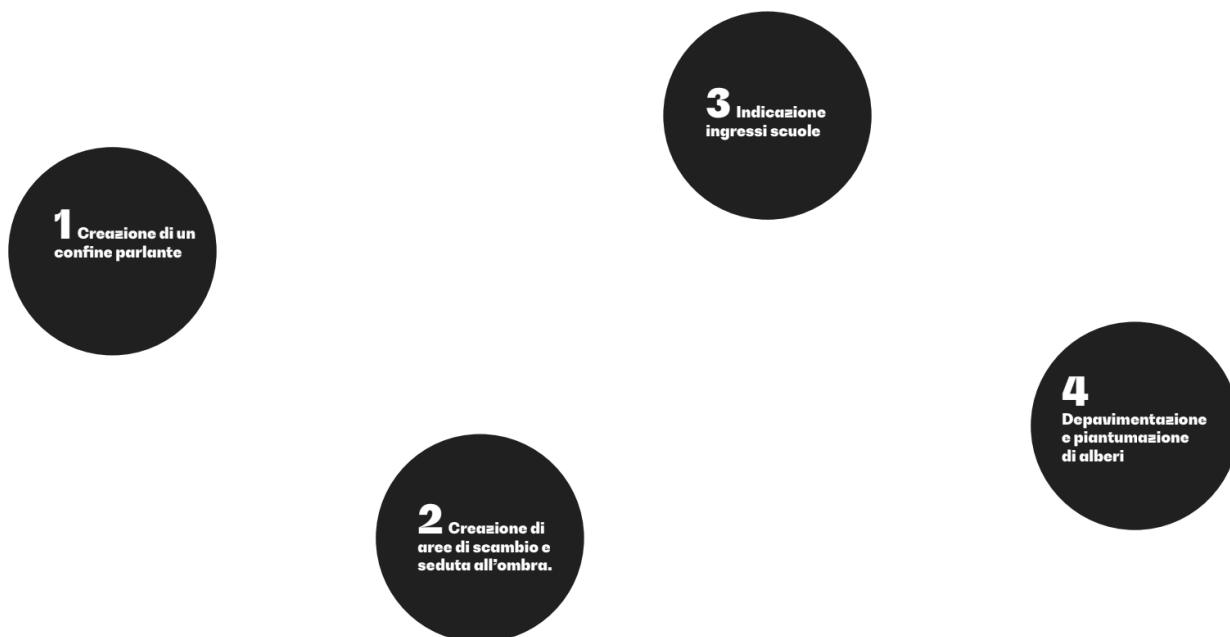 1 Creazione di un
confine parlante
2 Creazione di
aree di scambio e
seduta all'ombra.
3 Indicazione
ingressi scuole
4
Depavimentazione
e piantumazione
di alberi